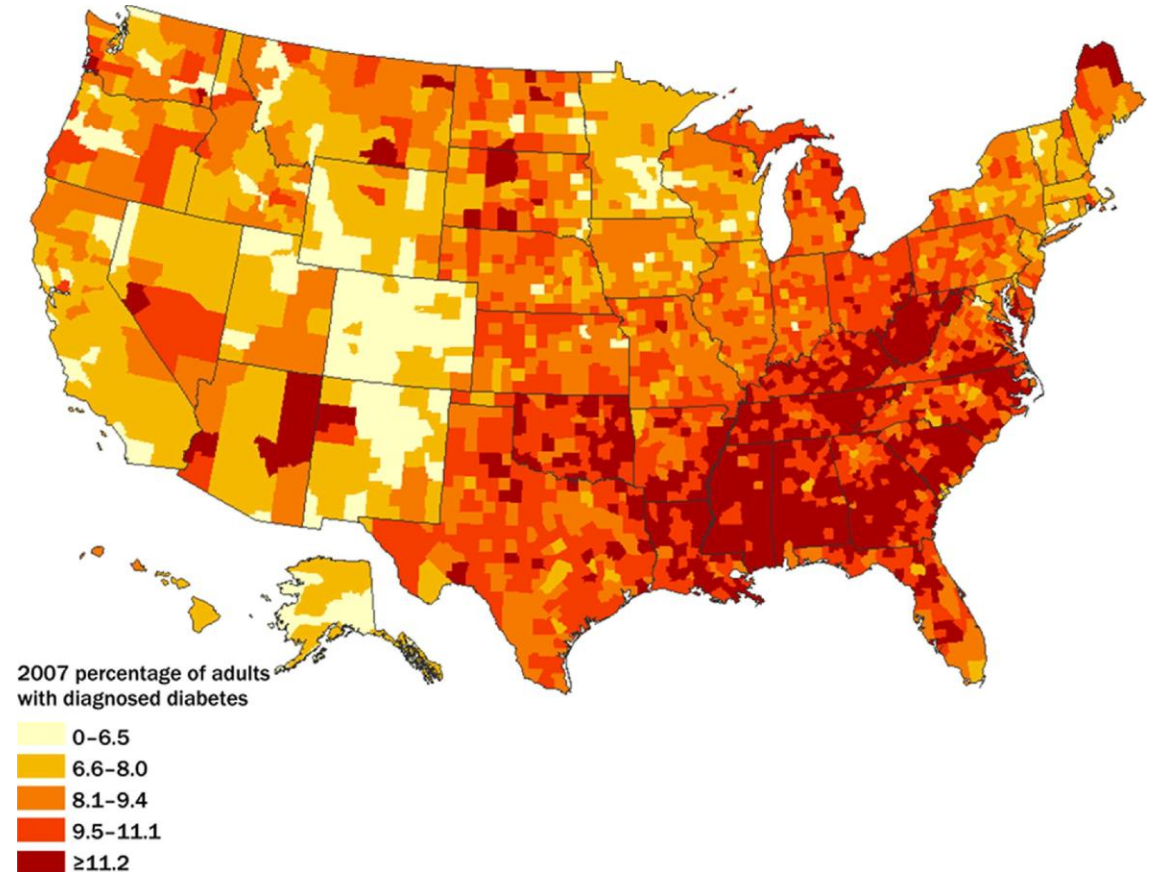 2007 percentage of adults
with diagnosed diabetes
0–6.5
6.6–8.0
8.1–9.4
9.5–11.1
≥11.2